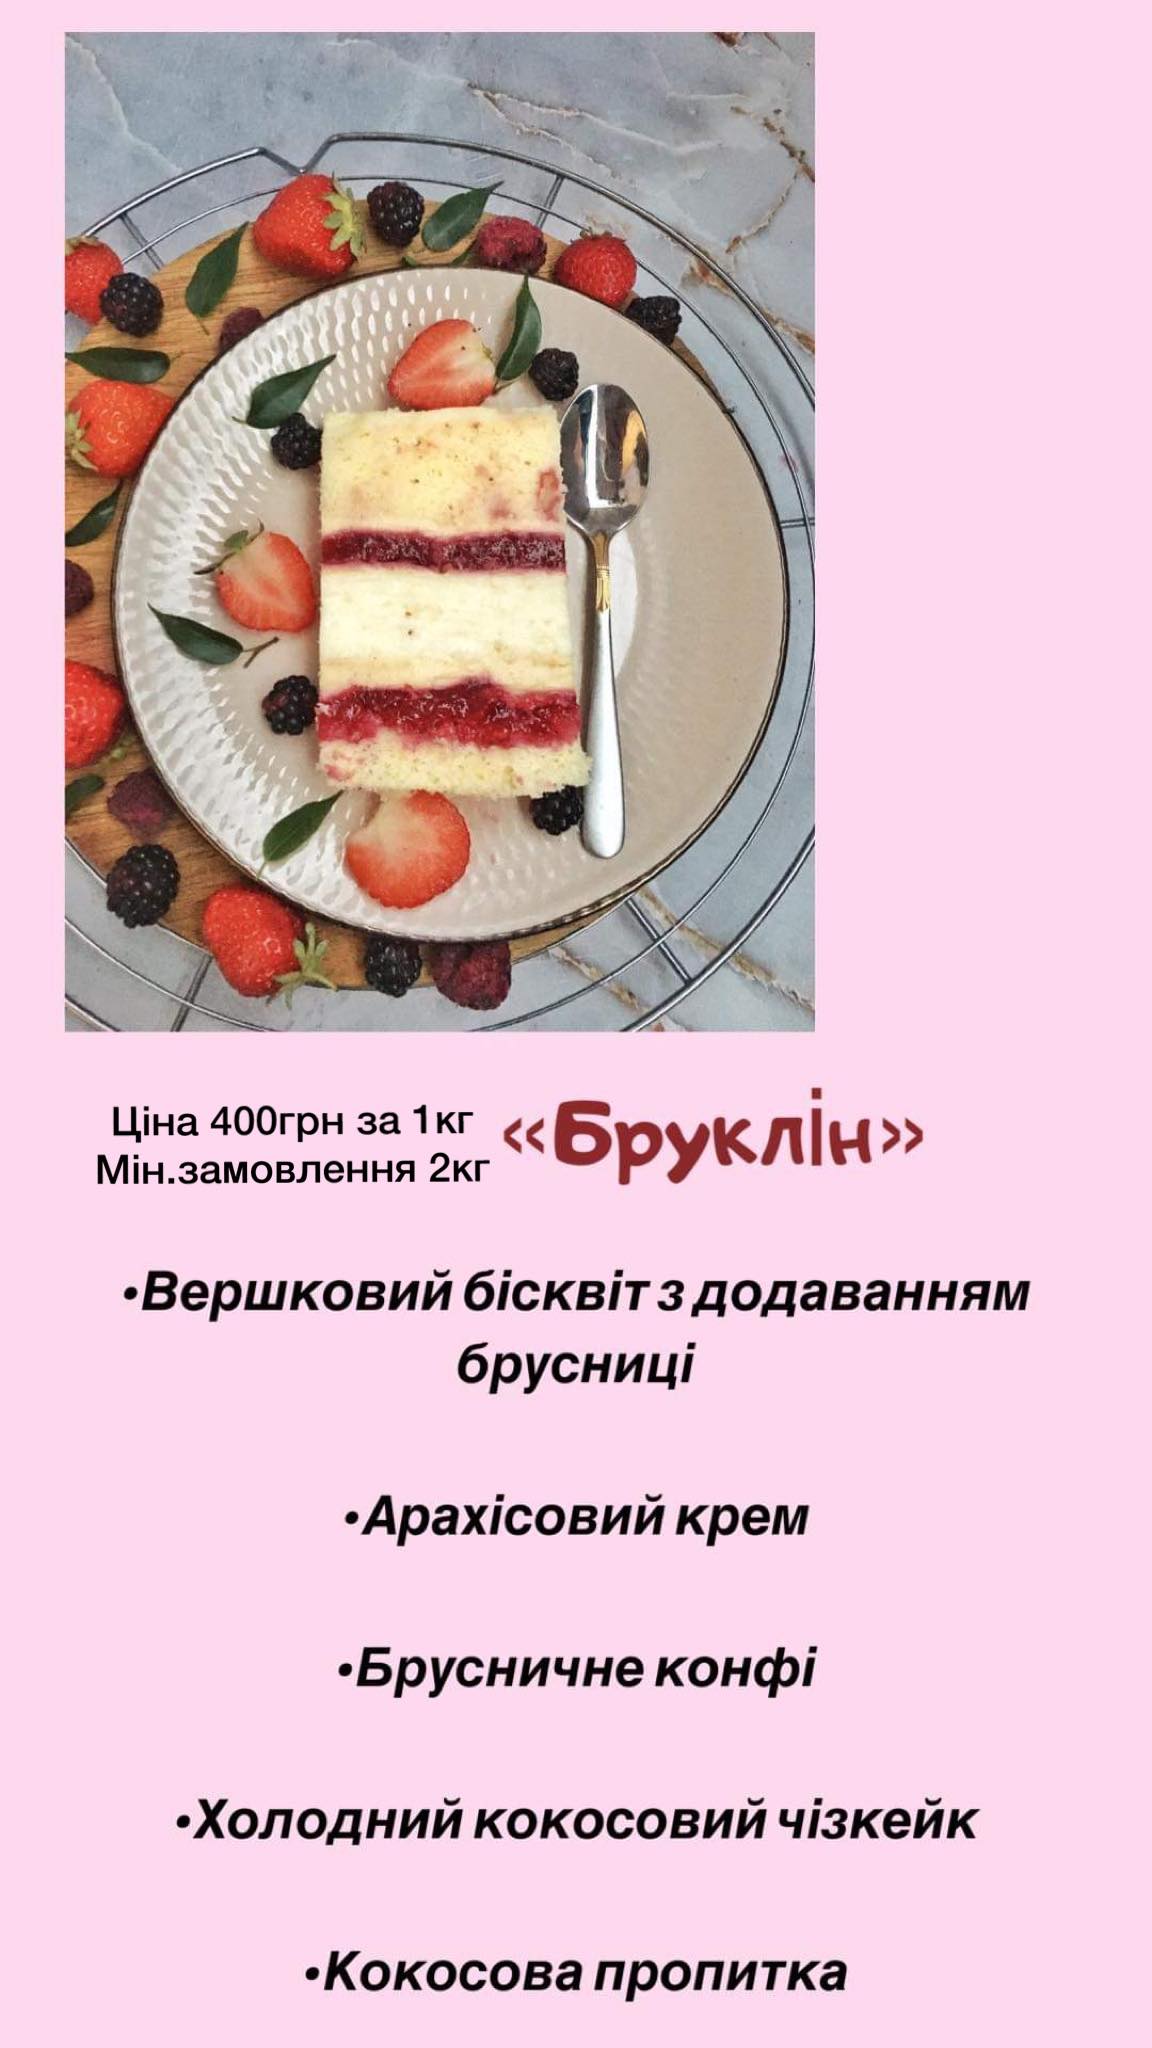 Ціна 400грн за 1кг
Мін.замовлення 2кг
«Бруклін»
•Вершковий бісквіт з додаванням
брусниці
•Арахісовий крем
•Брусничне конфі
•Холодний кокосовий чізкейк
•Кокосова пропитка